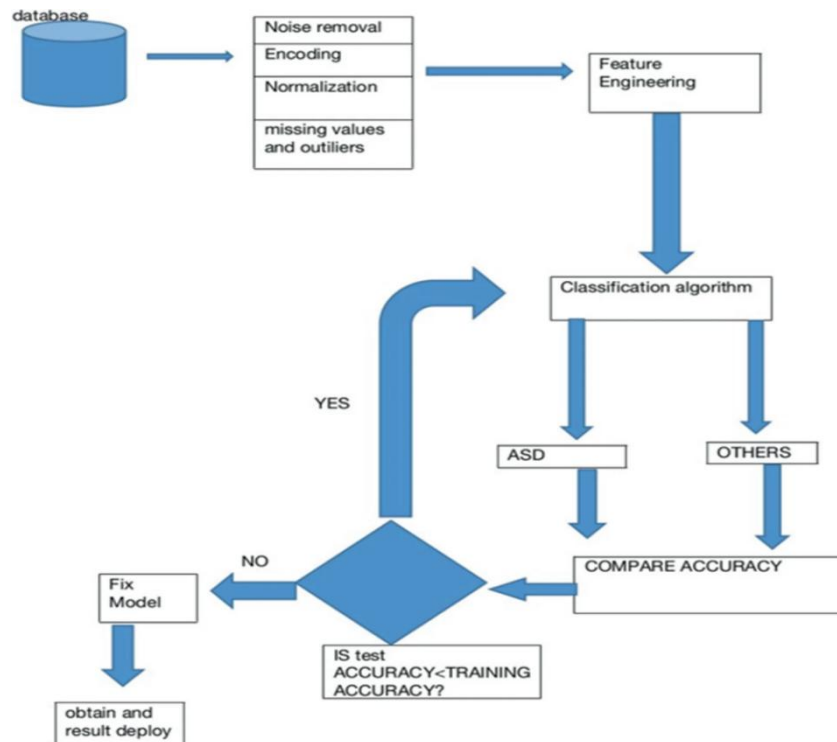 database
Noise removal
Encoding
Normalization
missing values
and outiliers
Feature
Engineering
Classification algorithm
YES
ASD
OTHERS
COMPARE ACCURACY
NO
Fix
Model
IS test
ACCURACY<TRAINING
ACCURACY?
obtain and
result deploy